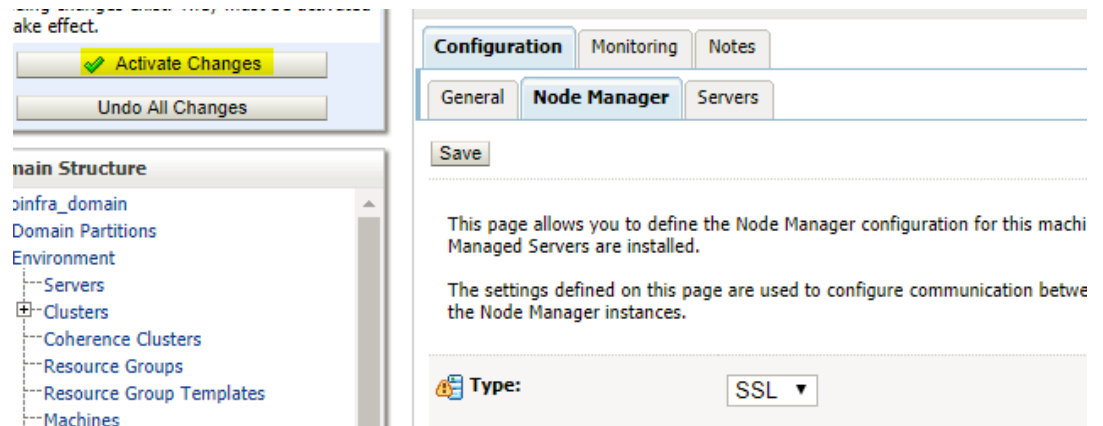 ake effect.
Activate Changes
Undo All Changes
main Structure
oinfra_domain
Domain Partitions
Environment
Servers
Clusters
Coherence Clusters
Resource Groups
Resource Group Templates
Machines
Configuration Monitoring Notes
General Node Manager Servers
Save
This page allows you to define the Node Manager configuration for this machi
Managed Servers are installed.
The settings defined on this page are used to configure communication betwe
the Node Manager instances.
Type: SSL